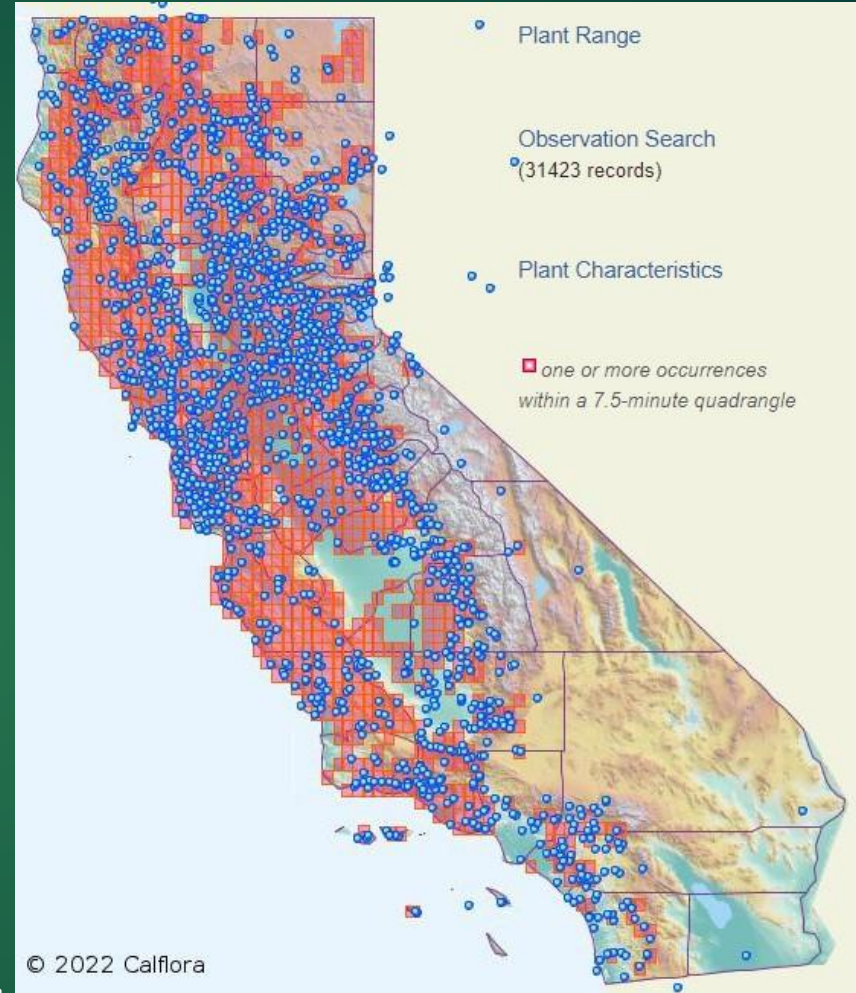 Plant Range
Observation Search
(31423 records)
Plant Characteristics
one or more occurrences
within a 7.5-minute quadrangle
© 2022 Calflora